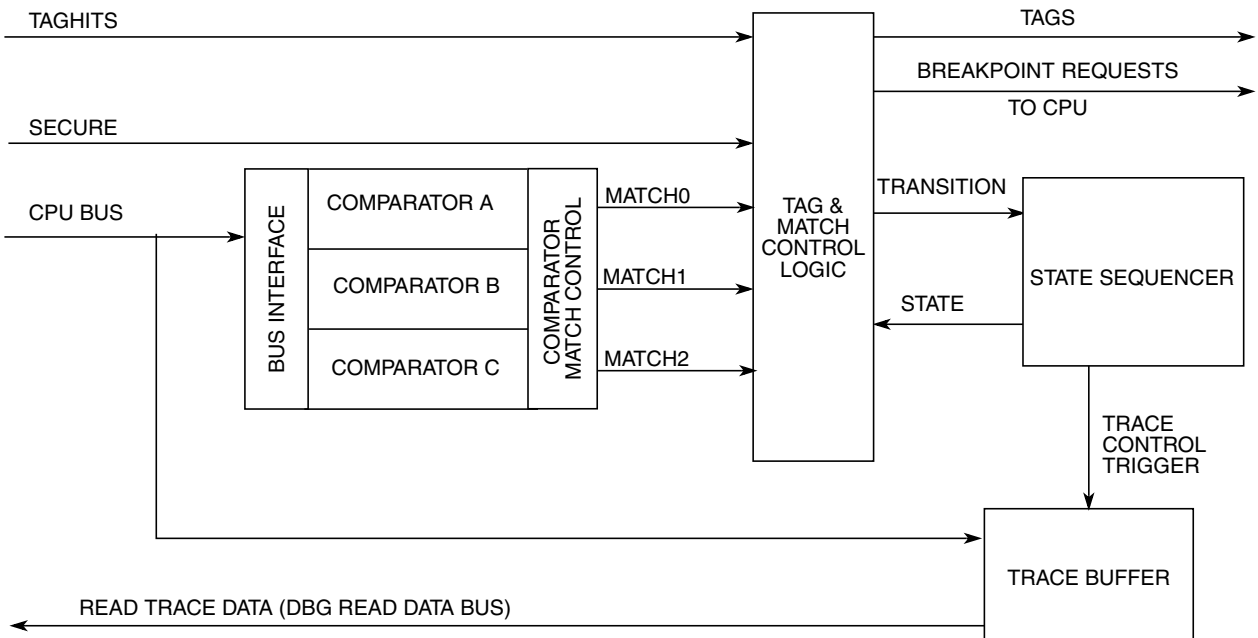 TAGHITS
TAGS
BREAKPOINT REQUESTS
TO CPU
SECURE
CPU BUS
BUS INTERFACE
COMPARATOR A
COMPARATOR B
COMPARATOR C
COMPARATOR
MATCH CONTROL
MATCH0
MATCH1
MATCH2
TAG &
MATCH
CONTROL
LOGIC
TRANSITION
STATE
STATE SEQUENCER
TRACE
CONTROL
TRIGGER
TRACE BUFFER
READ TRACE DATA (DBG READ DATA BUS)